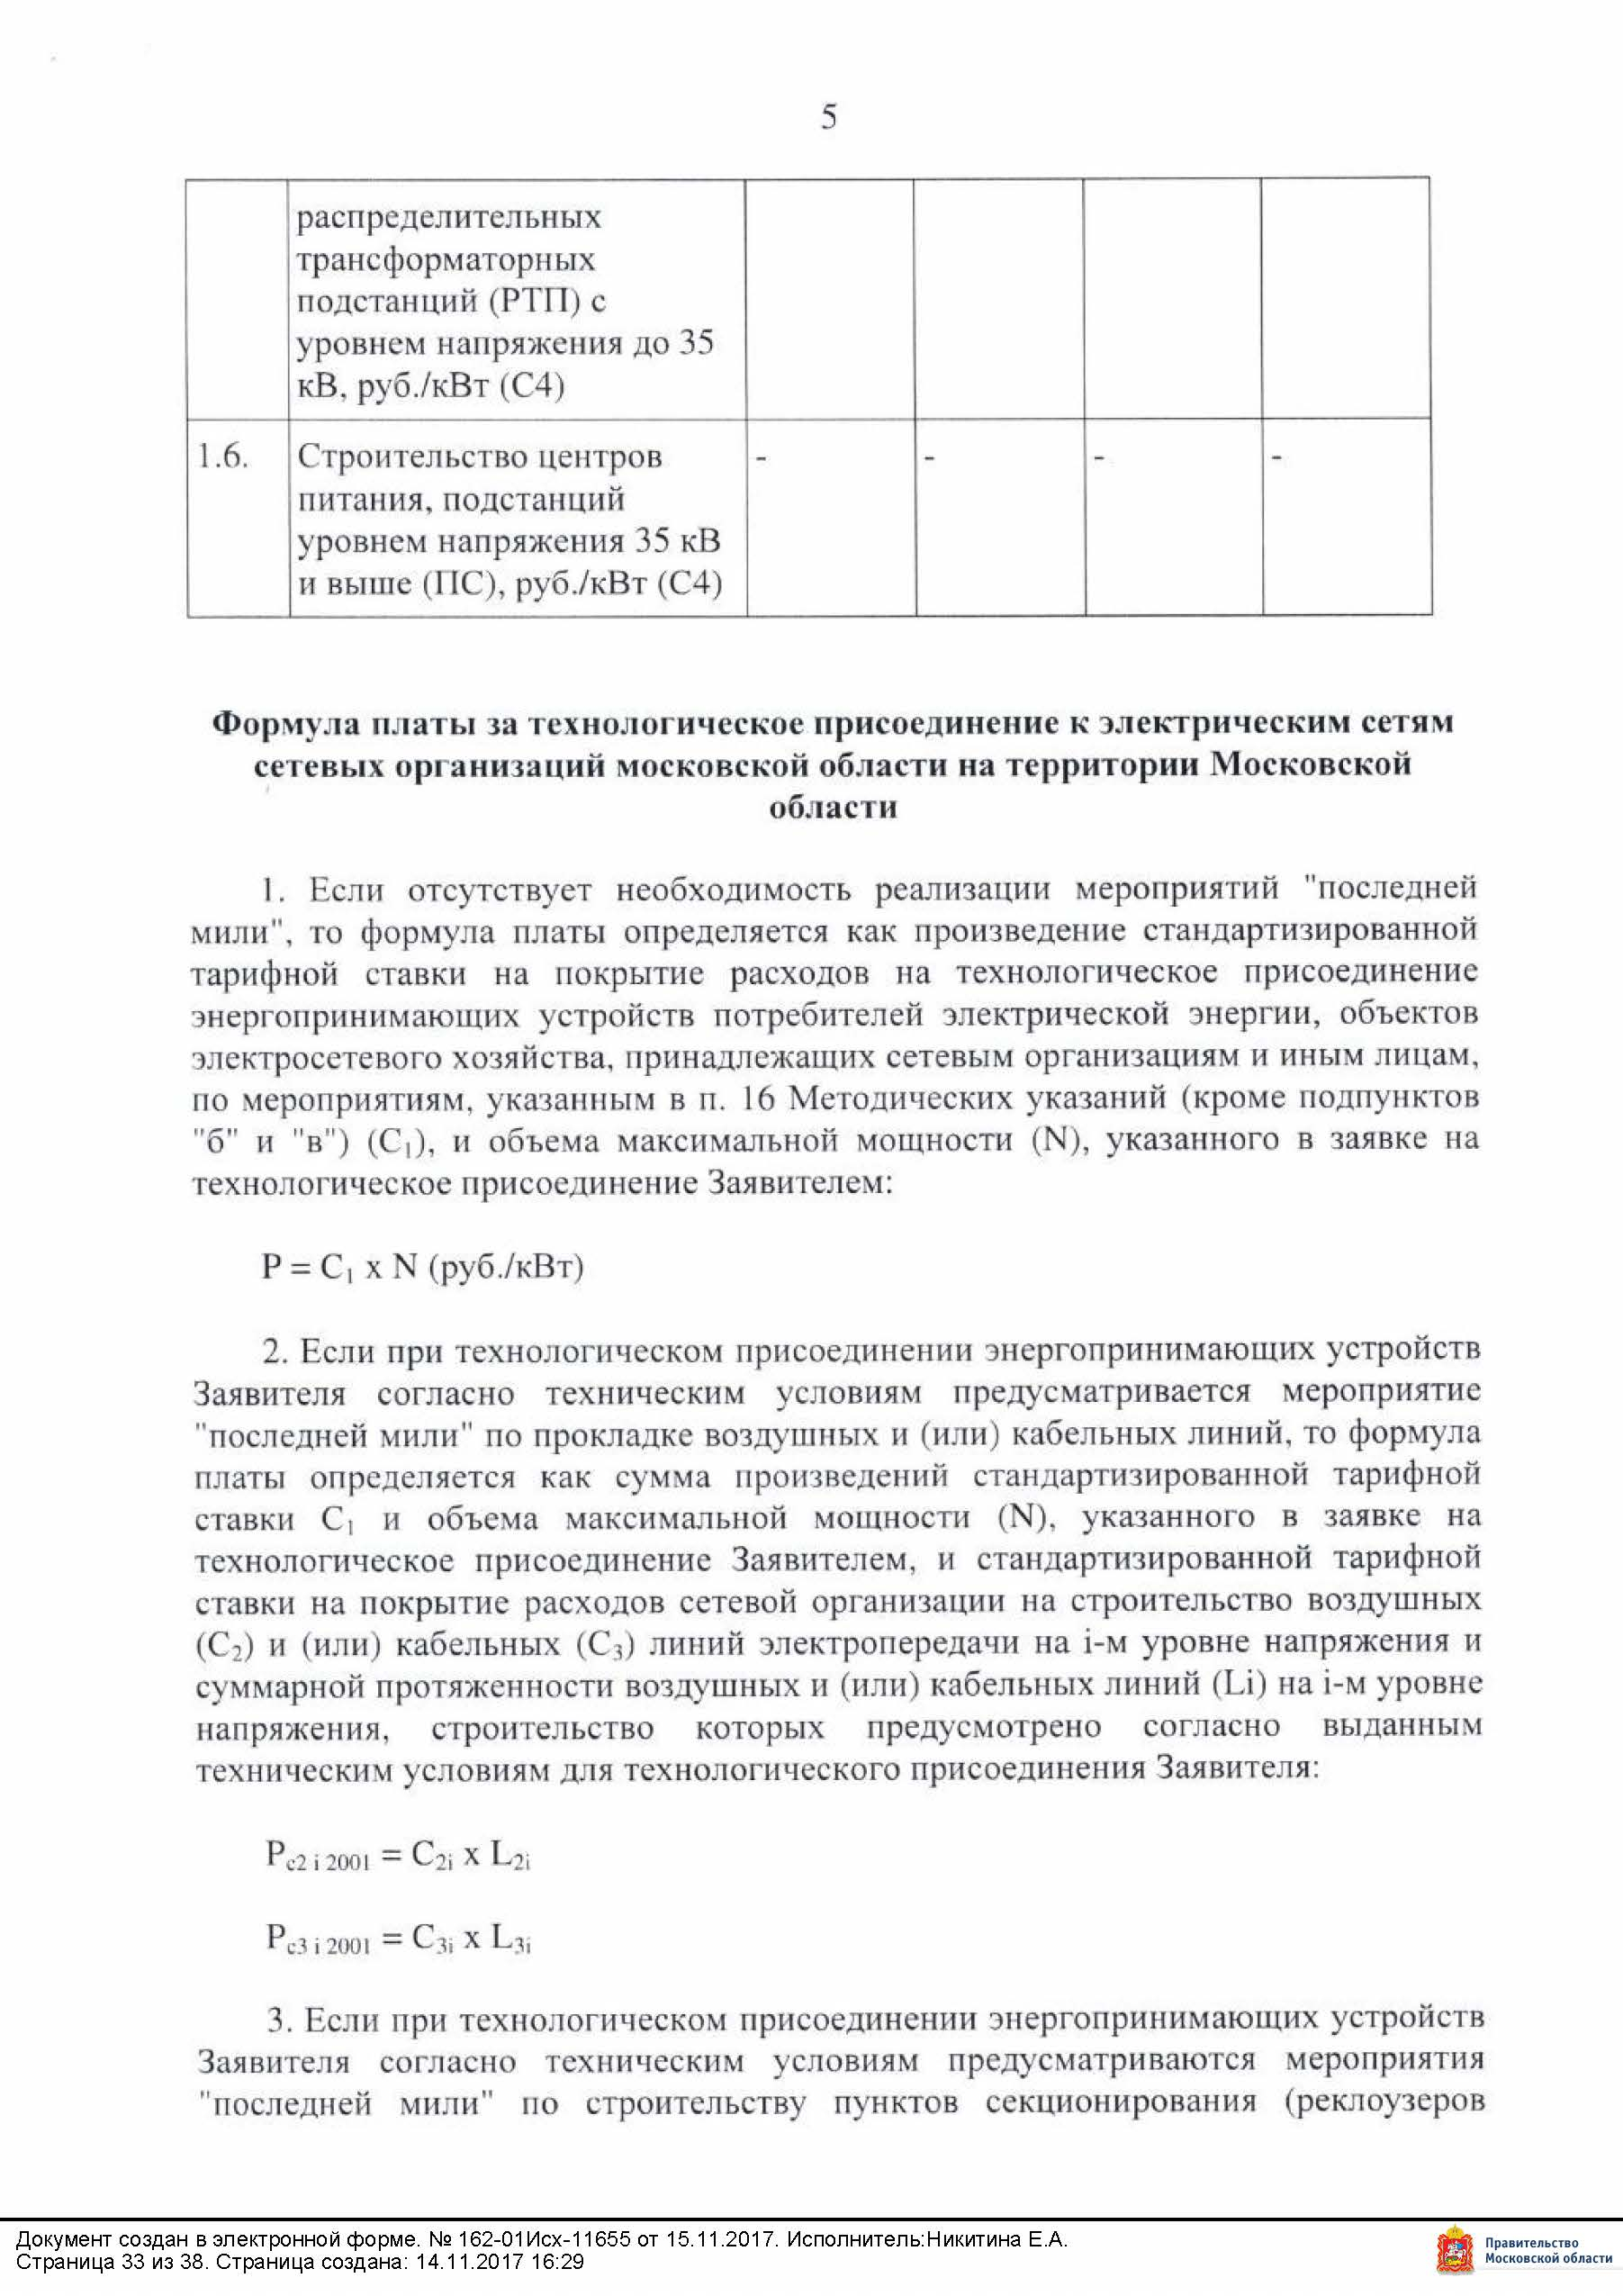 5
распределительных
трансформаторных
подстанций (РТП) с
уровнем напряжения до 35
кВ, руб./кВт (С4)
1.6. Строительство центров - - - -
питания, подстанций
уровнем напряжения 35 кВ
и выше (ПС), руб./кВт (С4)
Формула платы за технологическое присоединение к электрическим сетям
сетевых организаций московской области на территории Московской
области
1. Если отсутствует необходимость реализации мероприятий "последней
мили", то формула платы определяется как произведение стандартизированной
тарифной ставки на покрытие расходов на технологическое присоединение
энергопринимающих устройств потребителей электрической энергии, объектов
электросетевого хозяйства, принадлежащих сетевым организациям и иным лицам,
по мероприятиям, указанным в п. 16 Методических указаний (кроме подпунктов
"б" и "в") (C₁), и объема максимальной мощности (N), указанного в заявке на
технологическое присоединение Заявителем:
P = C₁ x N (руб./кВт)
2. Если при технологическом присоединении энергопринимающих устройств
Заявителя согласно техническим условиям предусматривается мероприятие
"последней мили" по прокладке воздушных и (или) кабельных линий, то формула
платы определяется как сумма произведений стандартизированной тарифной
ставки C₁ и объема максимальной мощности (N), указанного в заявке на
технологическое присоединение Заявителем, и стандартизированной тарифной
ставки на покрытие расходов сетевой организации на строительство воздушных
(C₂) и (или) кабельных (C₃) линий электропередачи на i-м уровне напряжения и
суммарной протяженности воздушных и (или) кабельных линий (Li) на i-м уровне
напряжения, строительство которых предусмотрено согласно выданным
техническим условиям для технологического присоединения Заявителя:
Pс2 i 2001 = C2i x L2i
Pс3 i 2001 = C3i x L3i
3. Если при технологическом присоединении энергопринимающих устройств
Заявителя согласно техническим условиям предусматриваются мероприятия
"последней мили" по строительству пунктов секционирования (реклоузеров
Документ создан в электронной форме. № 162-01Исх-11655 от 15.11.2017. Исполнитель:Никитина Е.А.
Страница 33 из 38. Страница создана: 14.11.2017 16:29
Правительство
Московской области